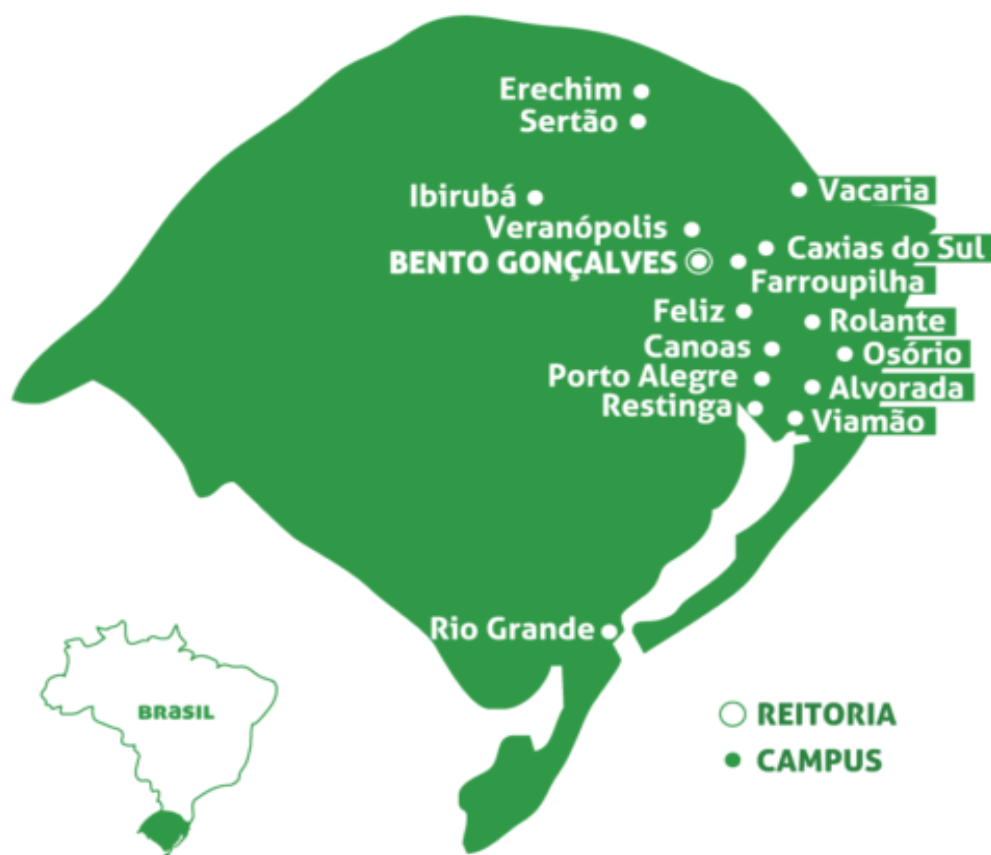 Erechim
Sertão
Vacaria
Ibirubá
Veranópolis
Caxias do Sul
BENTO GONÇALVES
Farroupilha
Feliz
Rolante
Canoas
Osório
Porto Alegre
Alvorada
Restinga
Viamão
Rio Grande
BRASIL
REITORIA
CAMPUS